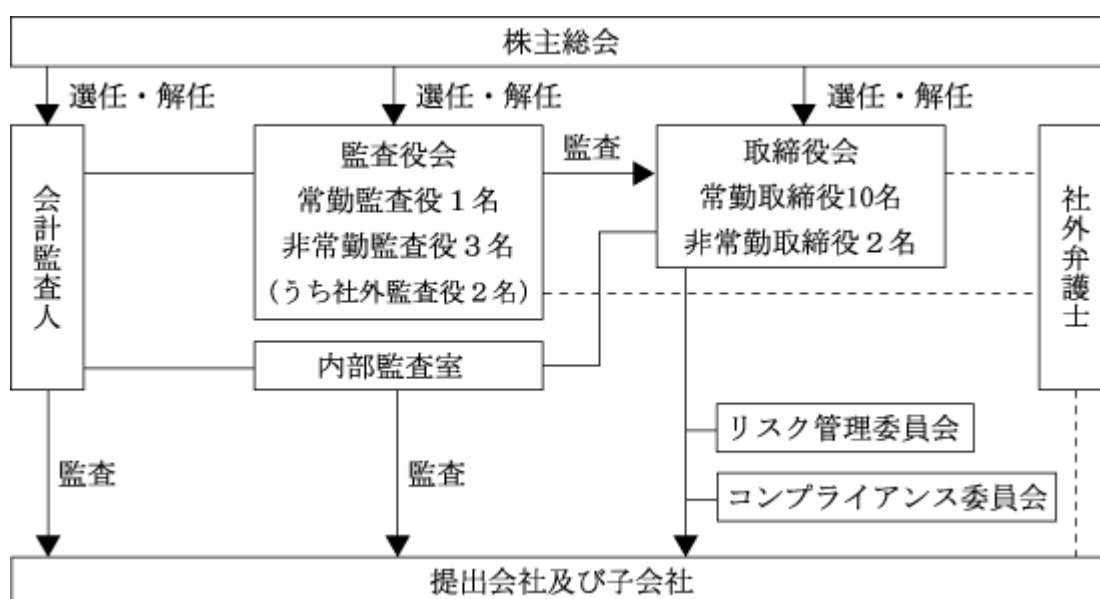 株主総会
選任・解任
選任・解任
選任・解任
会計監査人
監査役会
常勤監査役1名
非常勤監査役3名
(うち社外監査役2名)
監査
取締役会
常勤取締役10名
非常勤取締役2名
社外弁護士
内部監査室
リスク管理委員会
コンプライアンス委員会
監査
監査
提出会社及び子会社